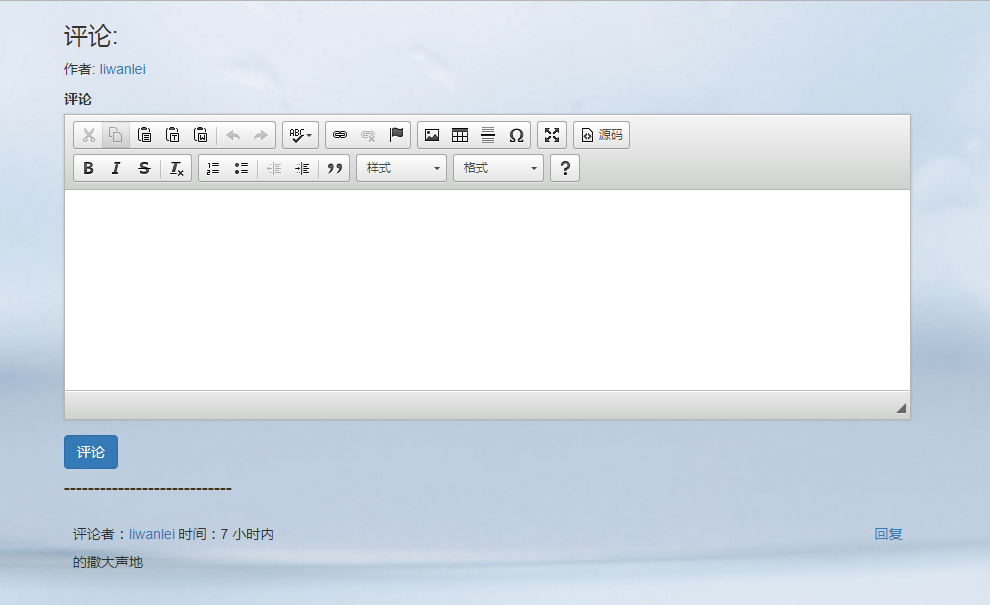 评论:
作者: liwanlei
评论
ABC
源码
B I S Ix
样式 格式 ?
评论
----------------------------
评论者：liwanlei 时间：7 小时内 回复
的撒大声地